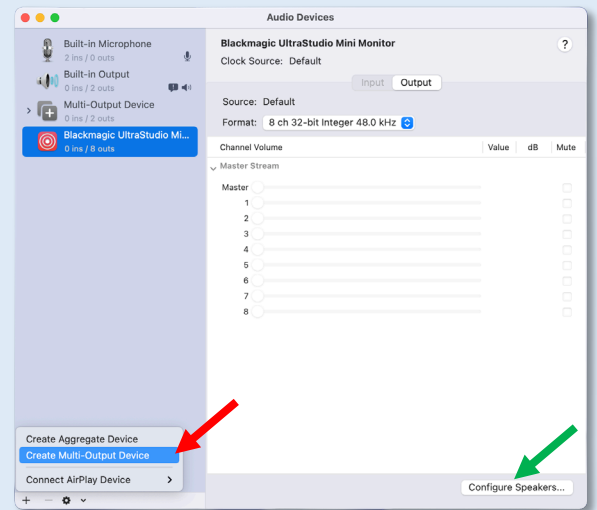 Audio Devices
Built-in Microphone
2 ins / 0 outs
Built-in Output
0 ins / 2 outs
Multi-Output Device
0 ins / 2 outs
Blackmagic UltraStudio Mi...
0 ins / 8 outs
Create Aggregate Device
Create Multi-Output Device
Connect AirPlay Device
Blackmagic UltraStudio Mini Monitor
?
Clock Source: Default
Input Output
Source: Default
Format: 8 ch 32-bit Integer 48.0 kHz
Channel Volume Value dB Mute
Master Stream
Master
1
2
3
4
5
6
7
8
Configure Speakers...